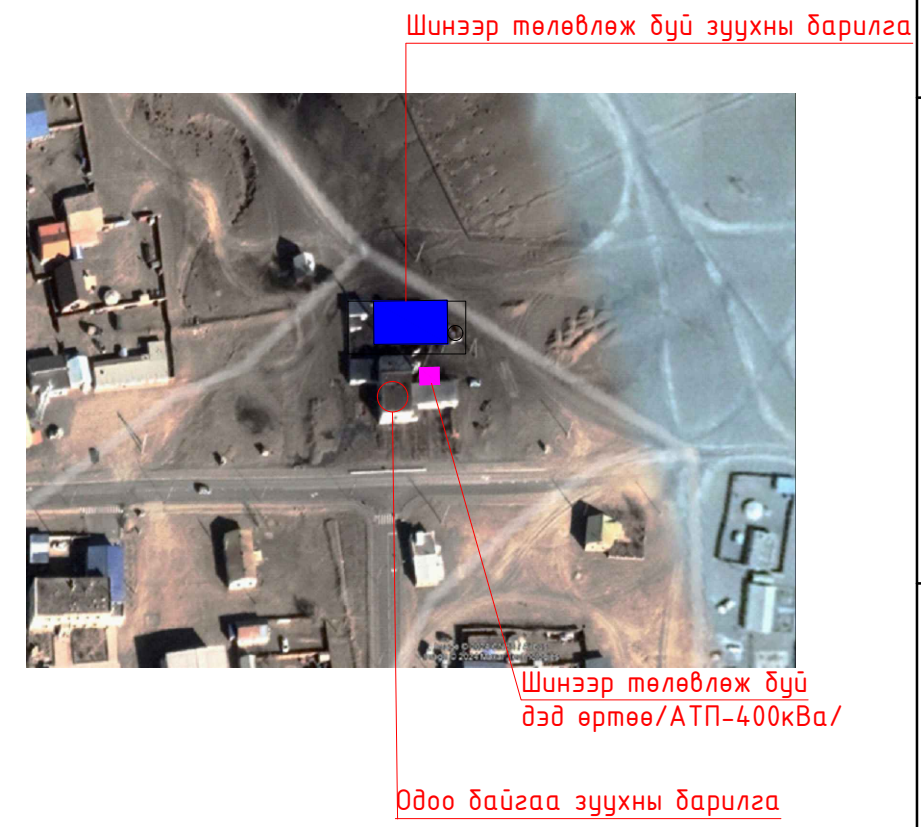 Шинээр төлөвлөж буй зуухны барилга
Шинээр төлөвлөж буй
дэд өртөө/АТП-400кВа/
Одоо байгаа зуухны барилга